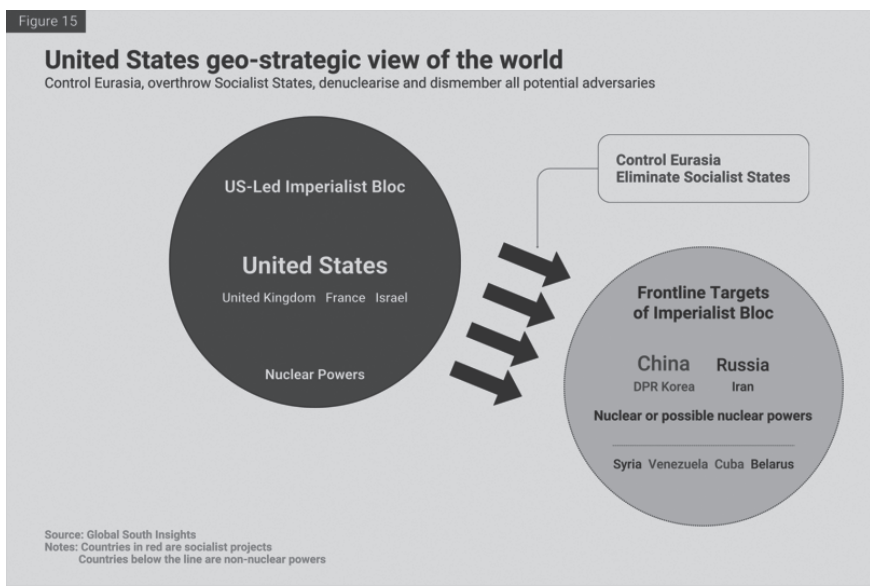 Figure 15
United States geo-strategic view of the world
Control Eurasia, overthrow Socialist States, denuclearise and dismember all potential adversaries
US-Led Imperialist Bloc
United States
United Kingdom France Israel
Nuclear Powers
Control Eurasia
Eliminate Socialist States
Frontline Targets
of Imperialist Bloc
China Russia
DPR Korea Iran
Nuclear or possible nuclear powers
Syria Venezuela Cuba Belarus
Source: Global South Insights
Notes: Countries in red are socialist projects
Countries below the line are non-nuclear powers